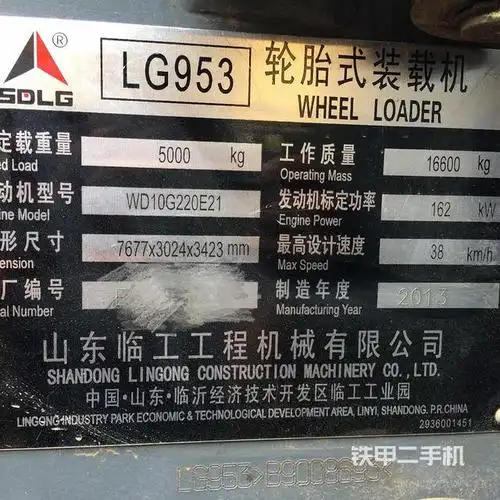 ®
SDLG
LG953
轮胎式装载机
WHEEL LOADER
定载重量 5000 kg 工作质量 16600 kg
ed Load Operating Mass
动机型号 WD10G220E21 发动机标定功率 162 kW
ine Model Engine Power
形尺寸 7677x3024x3423 mm 最高设计速度 38 km/h
ension Max Speed
厂编号 制造年度 2013
ial Number Manufacturing Year
山东临工工程机械有限公司
SHANDONG LINGONG CONSTRUCTION MACHINERY CO., LTD.
中国·山东·临沂经济技术开发区临工工业园
LINGONG INDUSTRY PARK ECONOMIC & TECHNOLOGICAL DEVELOPMENT AREA, LINYI, SHANDONG. P.R.CHINA
2936001451
铁甲二手机